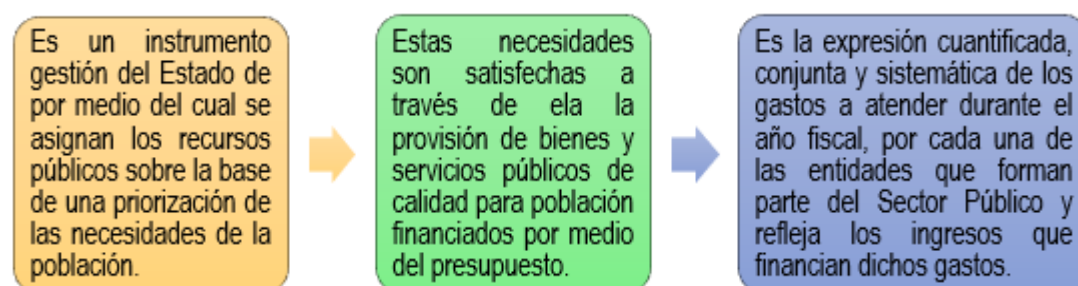 Es un instrumento
gestión del Estado de
por medio del cual se
asignan los recursos
públicos sobre la base
de una priorización de
las necesidades de la
población.
Estas necesidades
son satisfechas a
través de ela la
provisión de bienes y
servicios públicos de
calidad para población
financiados por medio
del presupuesto.
Es la expresión cuantificada,
conjunta y sistemática de los
gastos a atender durante el
año fiscal, por cada una de
las entidades que forman
parte del Sector Público y
refleja los ingresos que
financian dichos gastos.